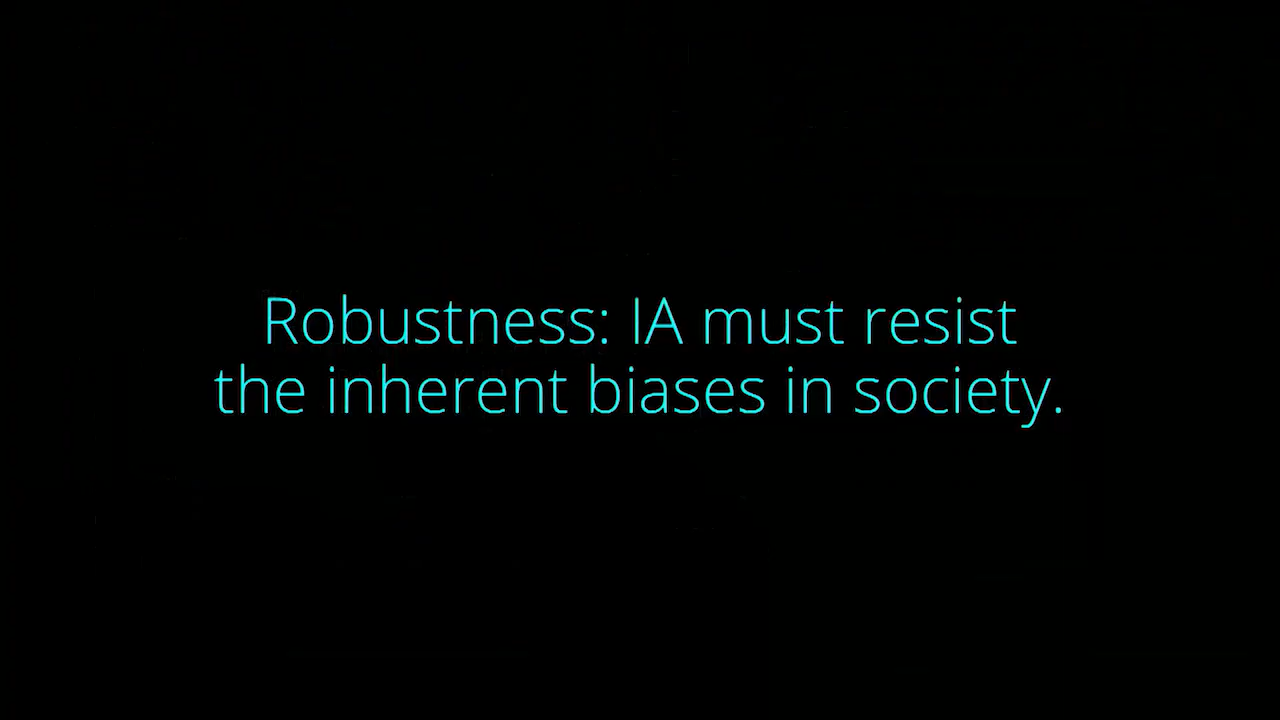 Robustness: IA must resist
the inherent biases in society.